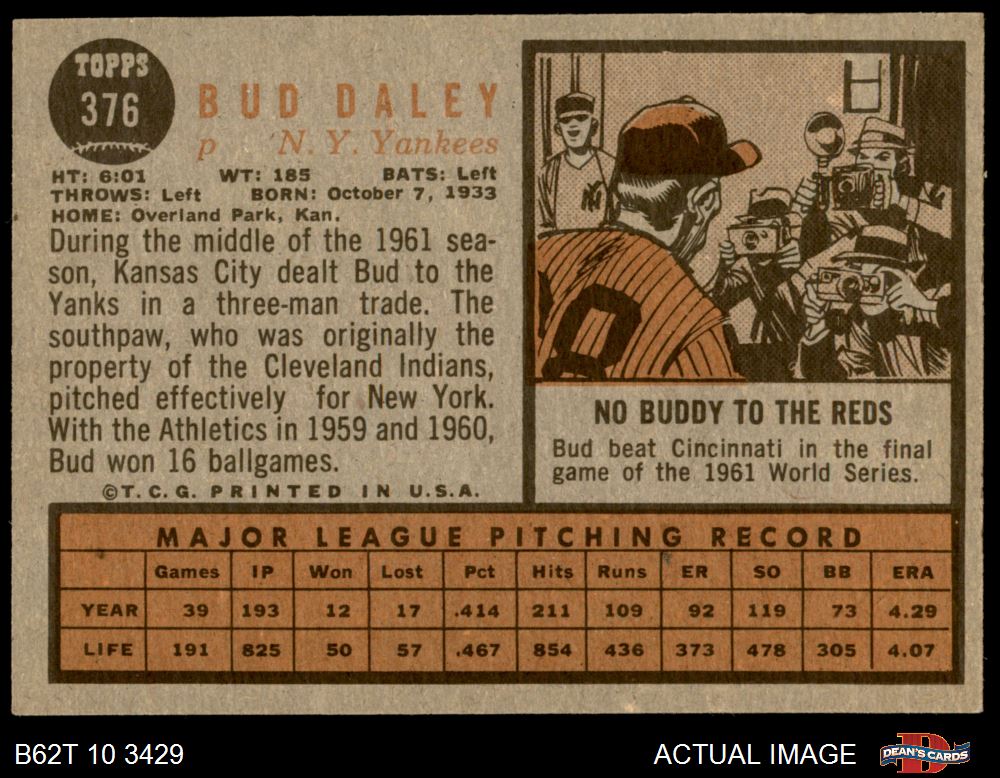 TOPPS
376
BUD DALEY
p N. Y. Yankees
HT: 6:01 WT: 185 BATS: Left
THROWS: Left BORN: October 7, 1933
HOME: Overland Park, Kan.
During the middle of the 1961 sea-
son, Kansas City dealt Bud to the
Yanks in a three-man trade. The
southpaw, who was originally the
property of the Cleveland Indians,
pitched effectively for New York.
With the Athletics in 1959 and 1960,
Bud won 16 ballgames.
©T. C. G. PRINTED IN U.S.A.
NY
NO BUDDY TO THE REDS
Bud beat Cincinnati in the final
game of the 1961 World Series.
MAJOR LEAGUE PITCHING RECORD
Games IP Won Lost Pct Hits Runs ER SO BB ERA
YEAR 39 193 12 17 .414 211 109 92 119 73 4.29
LIFE 191 825 50 57 .467 854 436 373 478 305 4.07
B62T 10 3429
ACTUAL IMAGE
D
DEAN'S CARDS